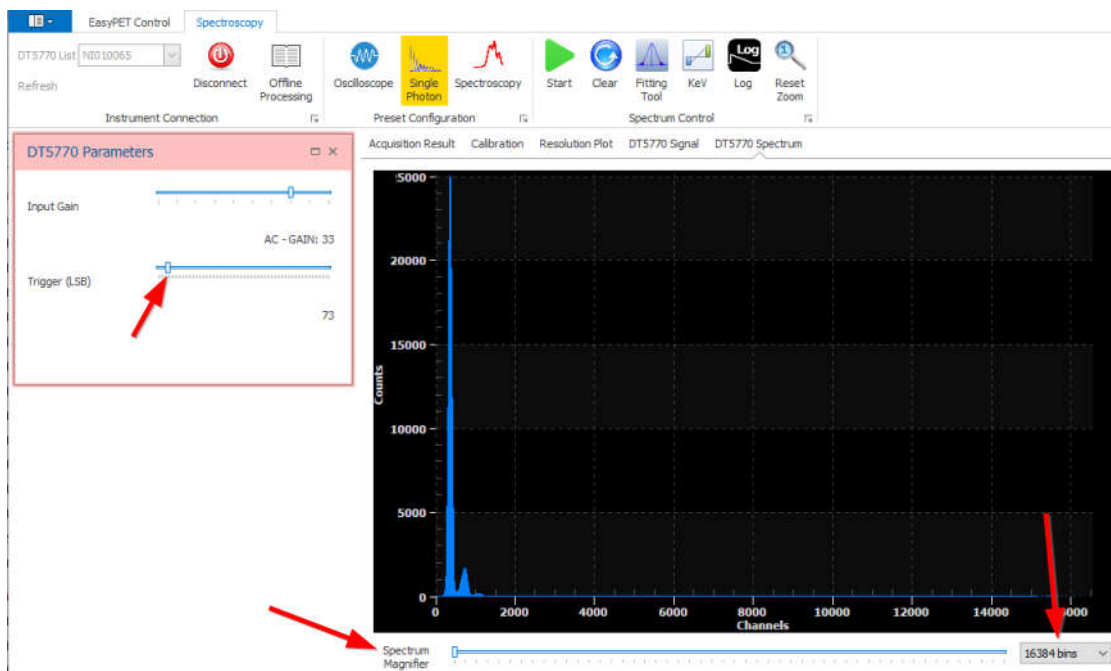 EasyPET Control Spectroscopy
DT5770 List NI010065
Refresh
Disconnect
Offline Processing
Instrument Connection
Oscilloscope
Single Photon
Spectroscopy
Preset Configuration
Start
Clear
Fitting Tool
KeV
Log
Log
Reset Zoom
Spectrum Control
DT5770 Parameters
Input Gain
AC - GAIN: 33
Trigger (LSB)
73
Acquisition Result Calibration Resolution Plot DT5770 Signal DT5770 Spectrum
5000
20000
15000
10000
5000
0
Counts
0 2000 4000 6000 8000 10000 12000 14000 6000
Channels
Spectrum Magnifier
16384 bins